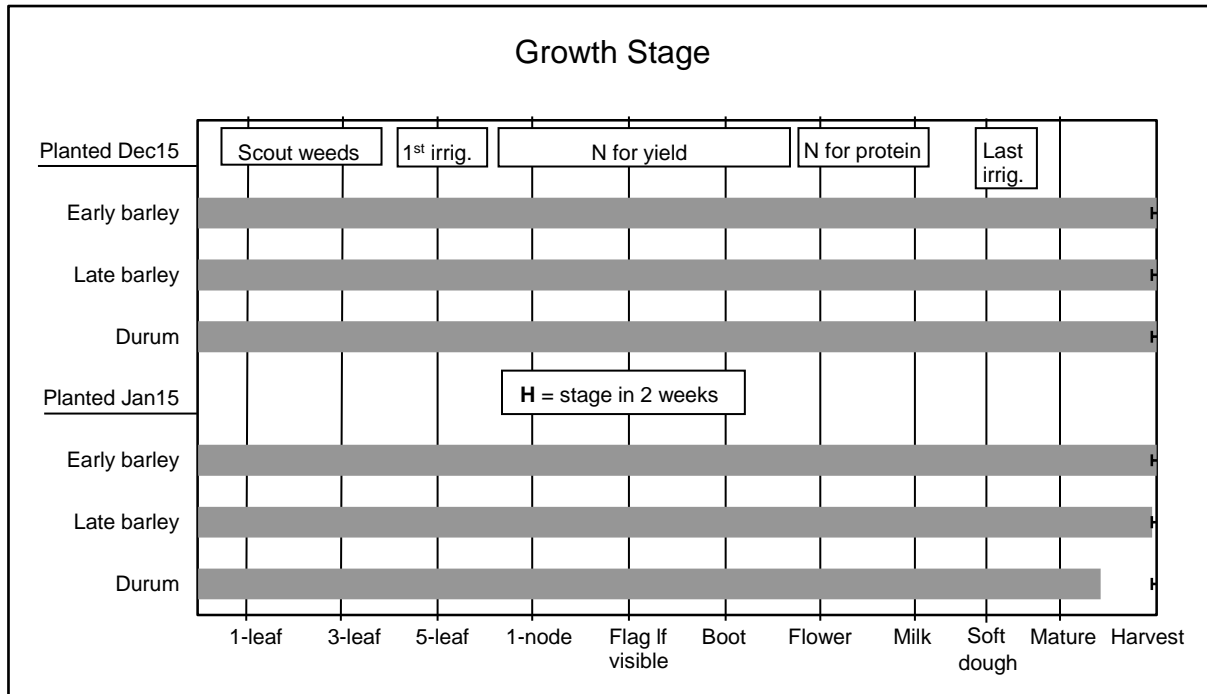 Growth Stage
Planted Dec15
Scout weeds
1st irrig.
N for yield
N for protein
Last
irrig.
Early barley
Late barley
Durum
Planted Jan15
H = stage in 2 weeks
Early barley
Late barley
Durum
1-leaf
3-leaf
5-leaf
1-node
Flag lf
visible
Boot
Flower
Milk
Soft
dough
Mature
Harvest